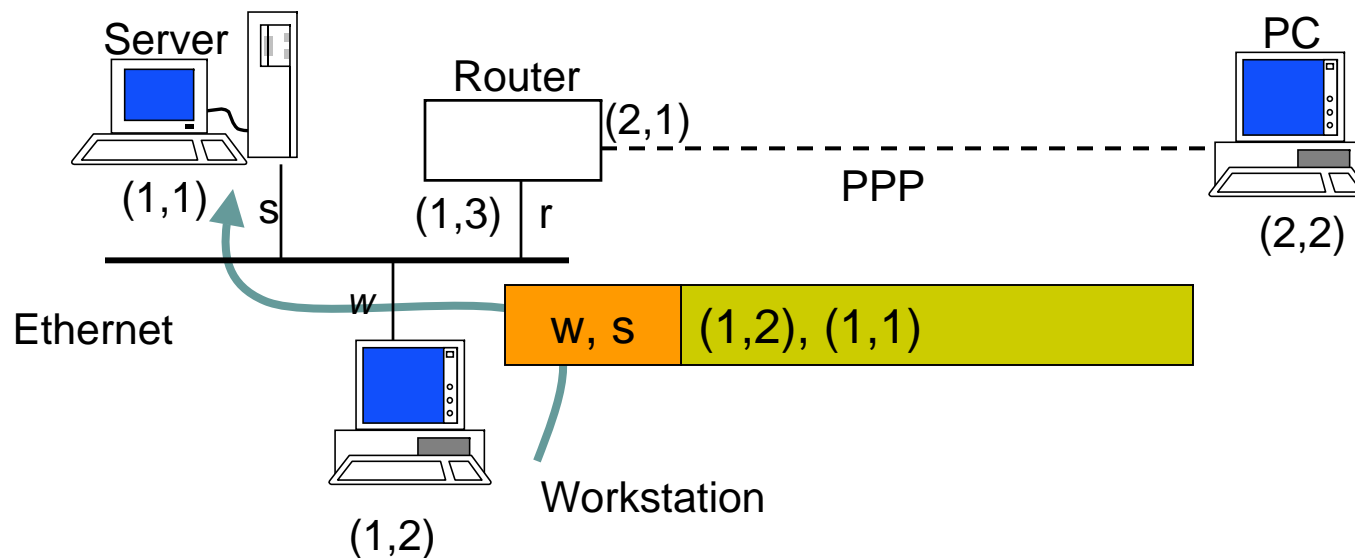 Server
Router
PC
(2,1)
PPP
(1,1)
s
(1,3)
r
(2,2)
w
Ethernet
w, s
(1,2), (1,1)
Workstation
(1,2)